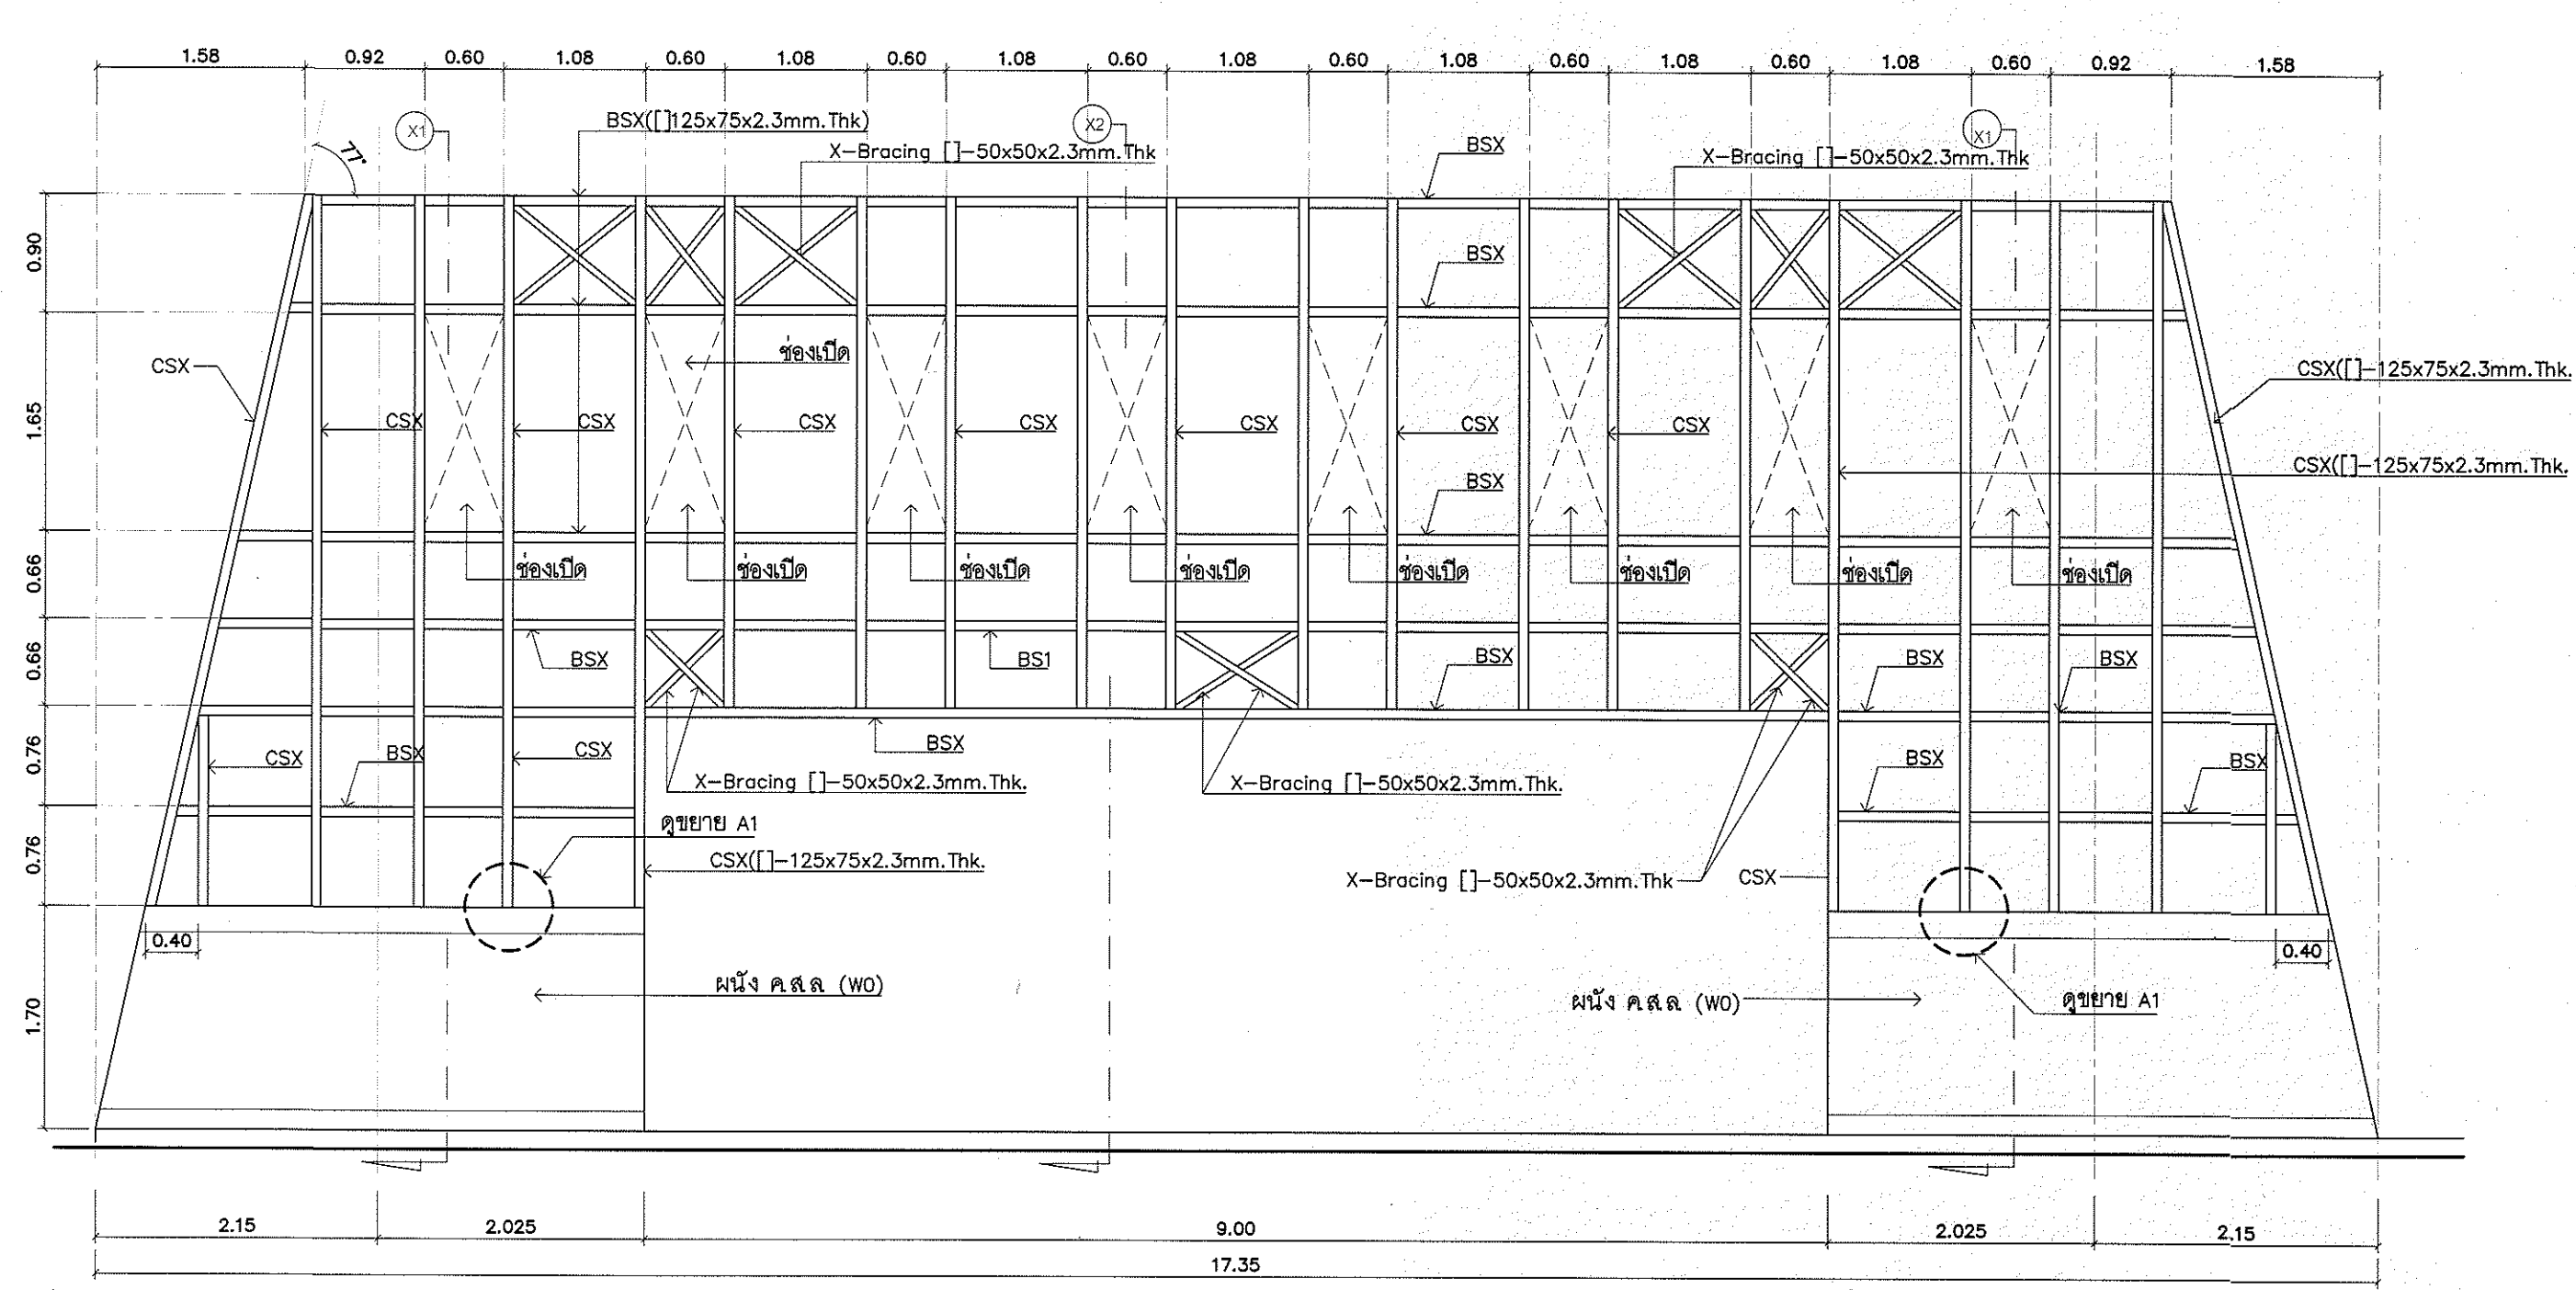 1.58 0.92 0.60 1.08 0.60 1.08 0.60 1.08 0.60 1.08 0.60 1.08 0.60 1.08 0.60 1.08 0.60 0.92 1.58
X1
BSX([]125x75x2.3mm.Thk)
X2
X1
77°
X-Bracing []-50x50x2.3mm.Thk
BSX
X-Bracing []-50x50x2.3mm.Thk
0.90
BSX
ช่องเปิด
CSX
CSX([]-125x75x2.3mm.Thk.
1.65
CSX CSX CSX CSX CSX CSX CSX
CSX([]-125x75x2.3mm.Thk.
BSX
0.66
ช่องเปิด ช่องเปิด ช่องเปิด ช่องเปิด ช่องเปิด ช่องเปิด ช่องเปิด ช่องเปิด
0.66
BSX BS1 BSX BSX BSX
0.76
CSX BSX CSX BSX BSX BSX
X-Bracing []-50x50x2.3mm.Thk.
X-Bracing []-50x50x2.3mm.Thk.
ดูขยาย A1
0.76
CSX([]-125x75x2.3mm.Thk.
X-Bracing []-50x50x2.3mm.Thk
CSX
0.40
0.40
ผนัง ค.ส.ล (W0)
ผนัง ค.ส.ล (W0)
ดูขยาย A1
1.70
2.15 2.025 9.00 2.025 2.15
17.35